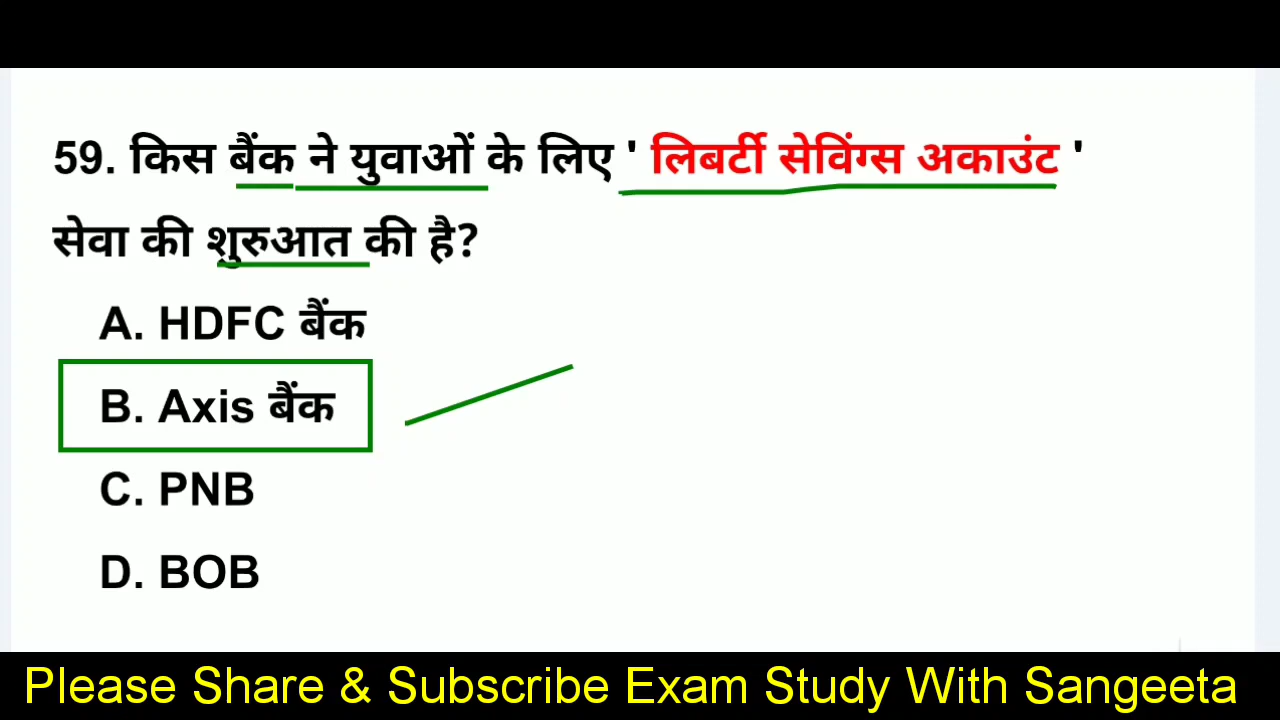 59. किस बैंक ने युवाओं के लिए ' लिबर्टी सेविंग्स अकाउंट '
सेवा की शुरुआत की है?
A. HDFC बैंक
B. Axis बैंक
C. PNB
D. BOB
Please Share & Subscribe Exam Study With Sangeeta